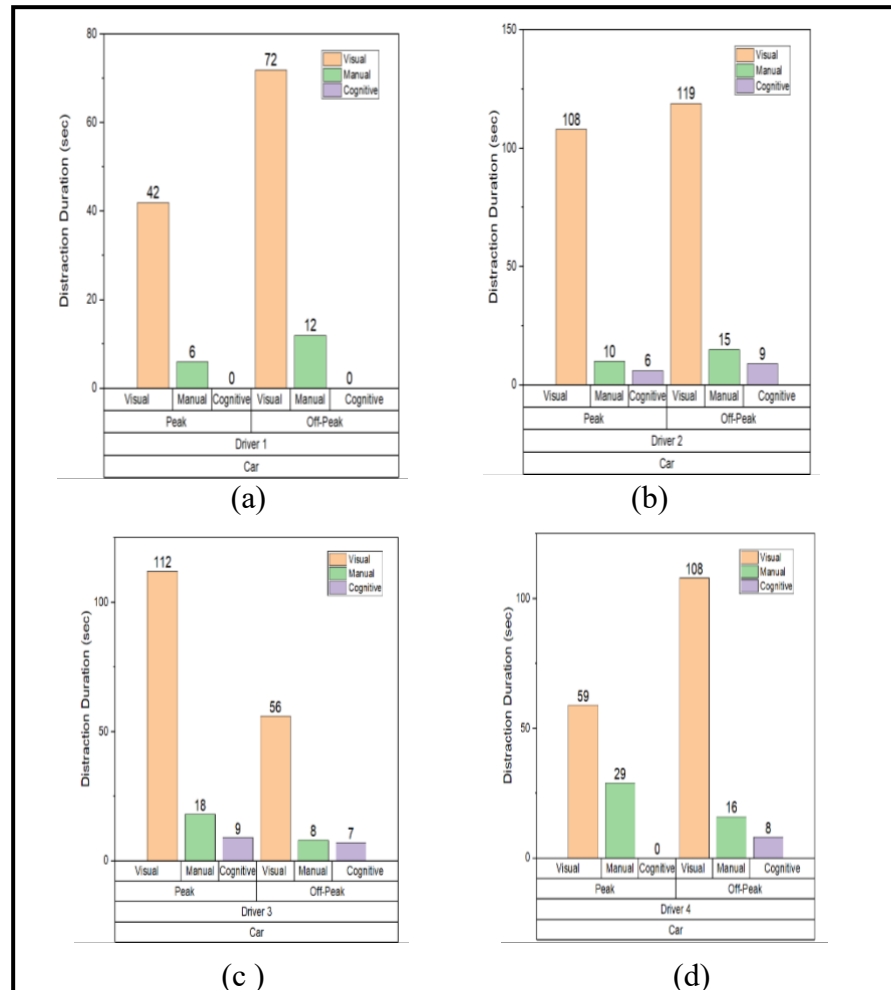 80
60
40
20
0
Distraction Duration (sec)
Visual
Manual
Cognitive
42
6
0
72
12
0
Visual Manual Cognitive Visual Manual Cognitive
Peak Off-Peak
Driver 1
Car
(a)
150
100
50
0
Distraction Duration (sec)
Visual
Manual
Cognitive
108
10
6
119
15
9
Visual Manual Cognitive Visual Manual Cognitive
Peak Off-Peak
Driver 2
Car
(b)
100
50
0
Distraction Duration (sec)
Visual
Manual
Cognitive
112
18
9
56
8
7
Visual Manual Cognitive Visual Manual Cognitive
Peak Off-Peak
Driver 3
Car
(c )
100
50
0
Distraction Duration (sec)
Visual
Manual
Cognitive
59
29
0
108
16
8
Visual Manual Cognitive Visual Manual Cognitive
Peak Off-Peak
Driver 4
Car
(d)